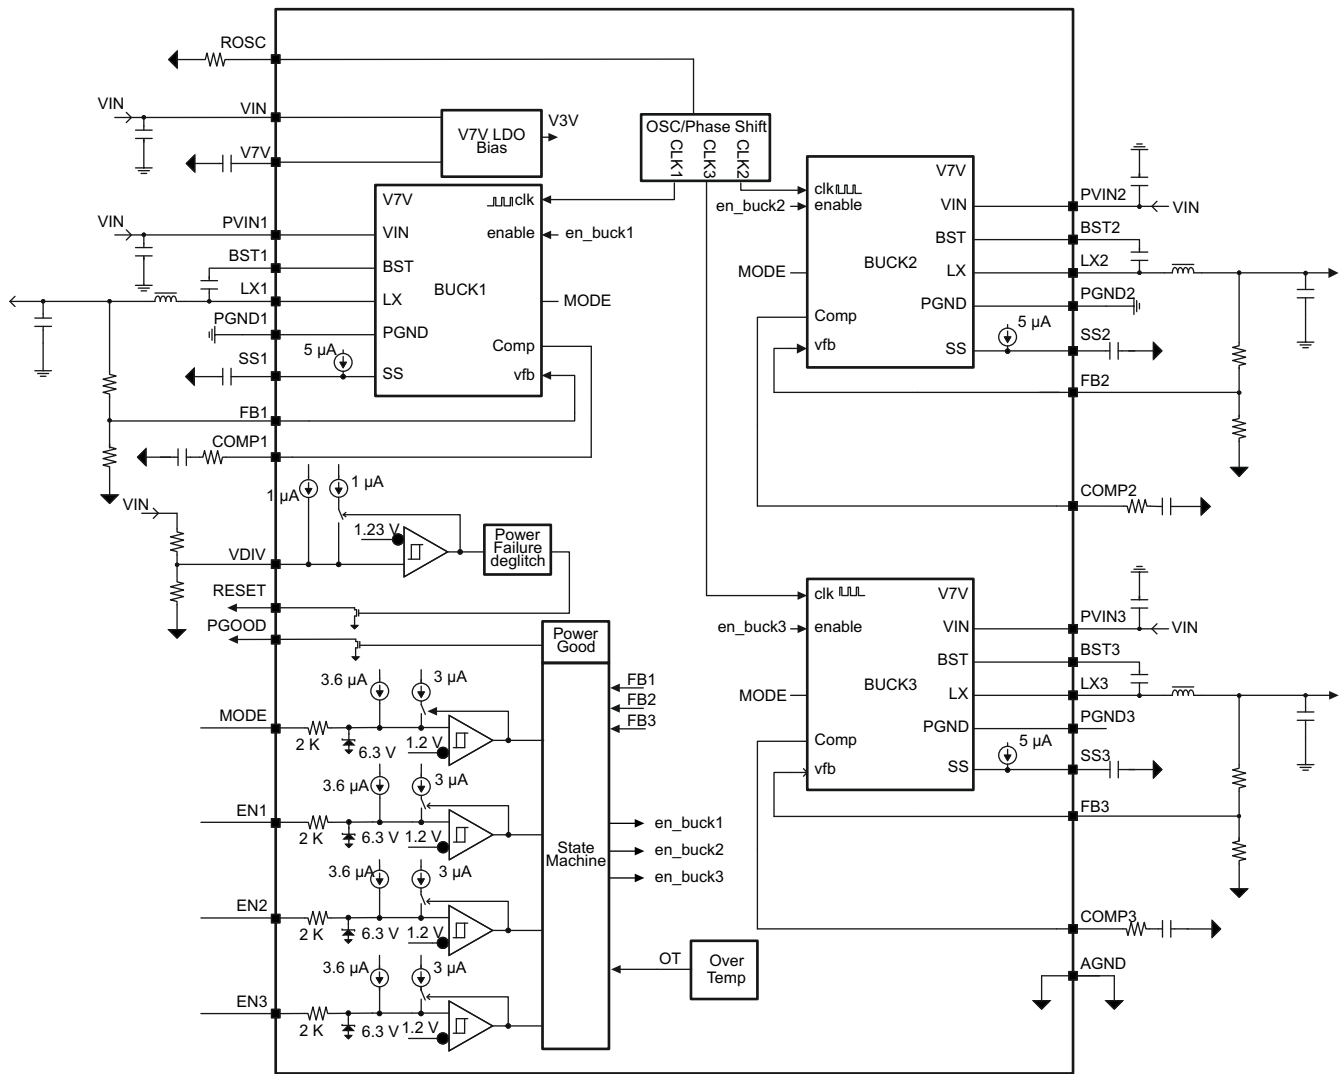 ROSC
VIN
VIN
V7V LDO
Bias
V3V
V7V
OSC/Phase Shift
CLK1
CLK3
CLK2
V7V
clk
VIN
PVIN1
VIN
enable
en_buck1
BST1
BST
BUCK1
LX1
LX
MODE
PGND1
PGND
5 µA
Comp
SS1
SS
vfb
FB1
COMP1
V7V
clk
en_buck2
enable
VIN
PVIN2
VIN
BST
BST2
MODE
BUCK2
LX
LX2
PGND
PGND2
Comp
5 µA
vfb
SS
SS2
FB2
COMP2
1 µA
1 µA
VIN
1.23 V
Power
Failure
deglitch
VDIV
RESET
PGOOD
Power
Good
clk
V7V
en_buck3
enable
VIN
PVIN3
VIN
BST
BST3
MODE
BUCK3
LX
LX3
PGND
PGND3
Comp
5 µA
vfb
SS
SS3
FB3
COMP3
AGND
FB1
FB2
FB3
3.6 µA
3 µA
MODE
2 K
6.3 V
1.2 V
3.6 µA
3 µA
EN1
2 K
6.3 V
1.2 V
State
Machine
en_buck1
en_buck2
en_buck3
3.6 µA
3 µA
EN2
2 K
6.3 V
1.2 V
OT
Over
Temp
3.6 µA
3 µA
EN3
2 K
6.3 V
1.2 V